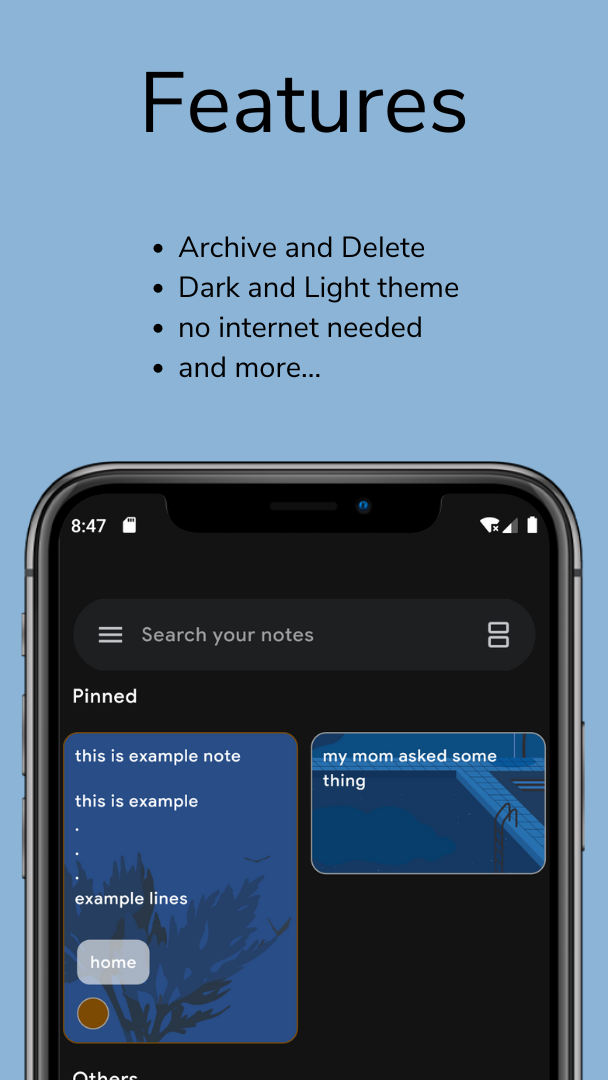 Features
• Archive and Delete
• Dark and Light theme
• no internet needed
• and more...
8:47
Search your notes
Pinned
this is example note
this is example
.
.
.
example lines
home
my mom asked some
thing
Others